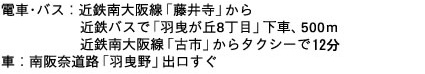 電車・バス：近鉄南大阪線「藤井寺」から
近鉄バスで「羽曳が丘8丁目」下車、500m
近鉄南大阪線「古市」からタクシーで12分
車：南阪奈道路「羽曳野」出口すぐ